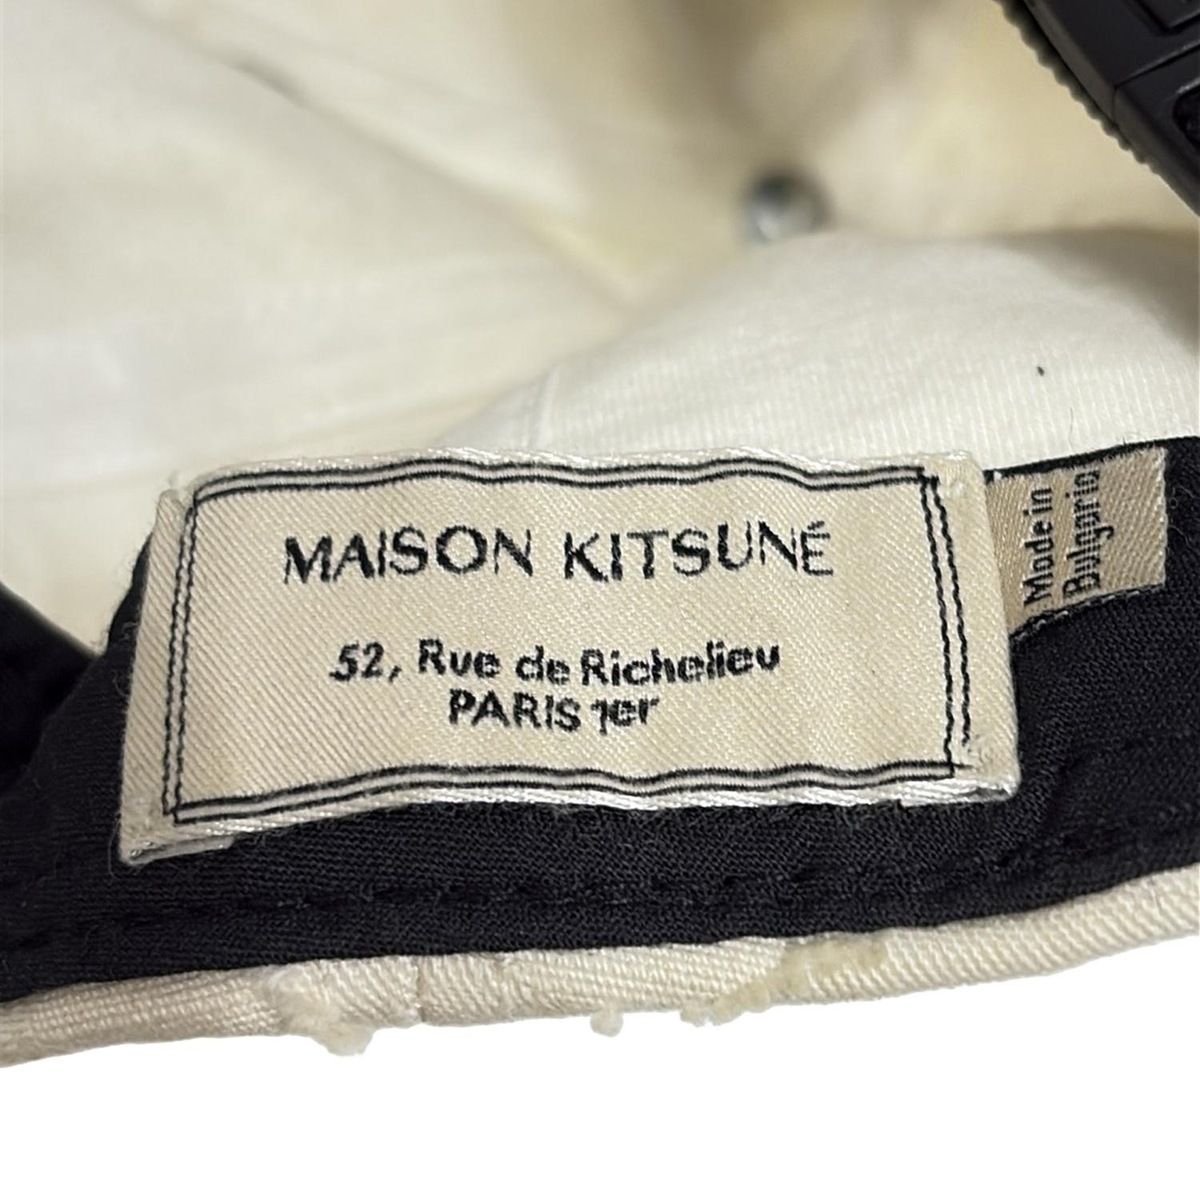 MAISON KITSUNÉ
52, Rue de Richelieu
PARIS 1er
Made in
Bulgaria